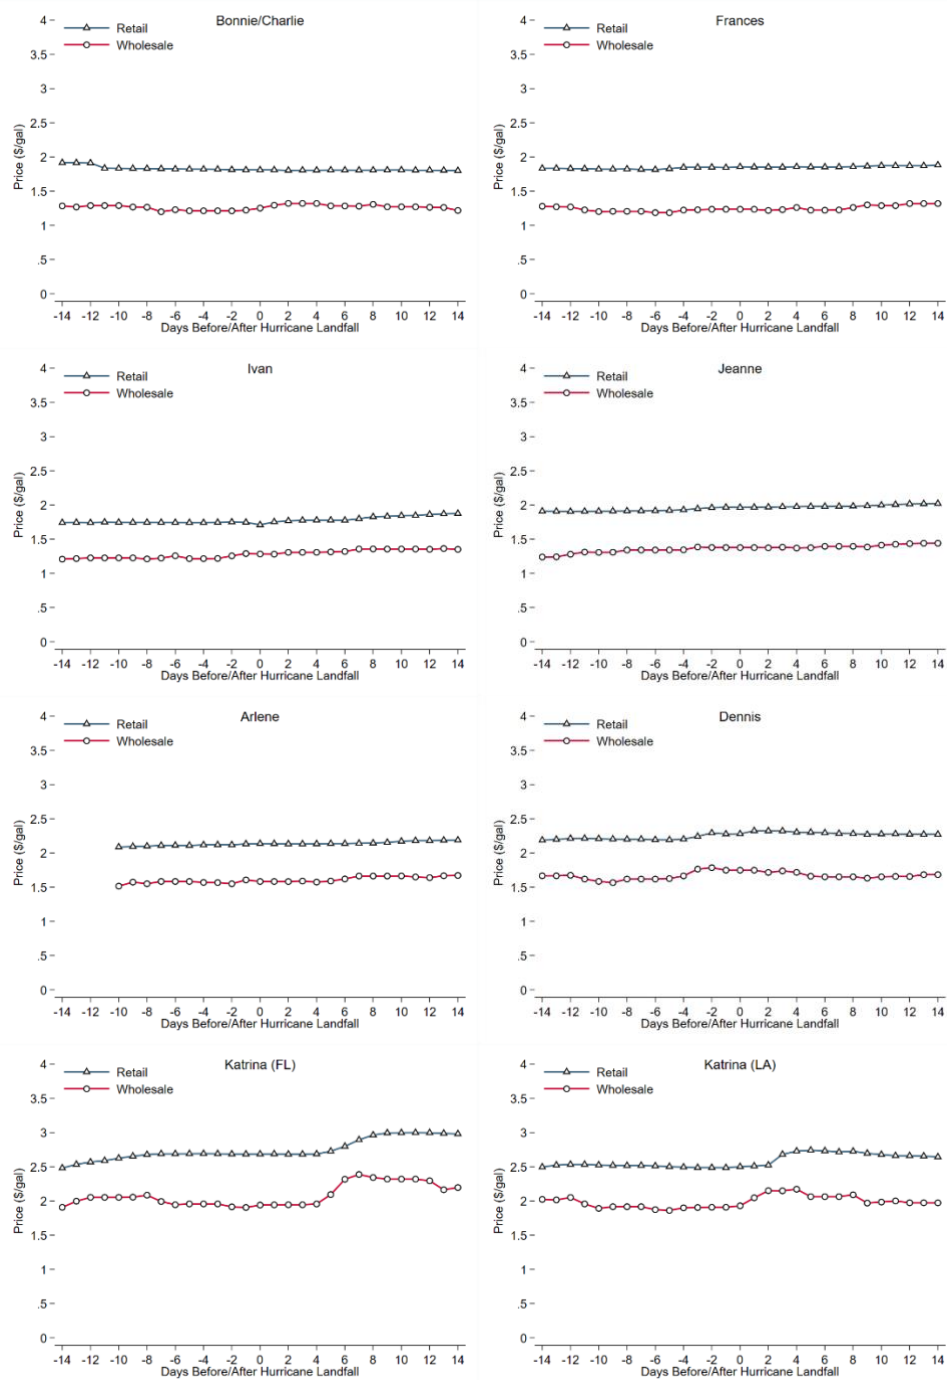 Bonnie/Charlie
Retail
Wholesale
Price ($/gal)
4
3.5
3
2.5
2
1.5
1
.5
0
-14 -12 -10 -8 -6 -4 -2 0 2 4 6 8 10 12 14
Days Before/After Hurricane Landfall
Frances
Retail
Wholesale
Price ($/gal)
4
3.5
3
2.5
2
1.5
1
.5
0
-14 -12 -10 -8 -6 -4 -2 0 2 4 6 8 10 12 14
Days Before/After Hurricane Landfall
Ivan
Retail
Wholesale
Price ($/gal)
4
3.5
3
2.5
2
1.5
1
.5
0
-14 -12 -10 -8 -6 -4 -2 0 2 4 6 8 10 12 14
Days Before/After Hurricane Landfall
Jeanne
Retail
Wholesale
Price ($/gal)
4
3.5
3
2.5
2
1.5
1
.5
0
-14 -12 -10 -8 -6 -4 -2 0 2 4 6 8 10 12 14
Days Before/After Hurricane Landfall
Arlene
Retail
Wholesale
Price ($/gal)
4
3.5
3
2.5
2
1.5
1
.5
0
-14 -12 -10 -8 -6 -4 -2 0 2 4 6 8 10 12 14
Days Before/After Hurricane Landfall
Dennis
Retail
Wholesale
Price ($/gal)
4
3.5
3
2.5
2
1.5
1
.5
0
-14 -12 -10 -8 -6 -4 -2 0 2 4 6 8 10 12 14
Days Before/After Hurricane Landfall
Katrina (FL)
Retail
Wholesale
Price ($/gal)
4
3.5
3
2.5
2
1.5
1
.5
0
-14 -12 -10 -8 -6 -4 -2 0 2 4 6 8 10 12 14
Days Before/After Hurricane Landfall
Katrina (LA)
Retail
Wholesale
Price ($/gal)
4
3.5
3
2.5
2
1.5
1
.5
0
-14 -12 -10 -8 -6 -4 -2 0 2 4 6 8 10 12 14
Days Before/After Hurricane Landfall